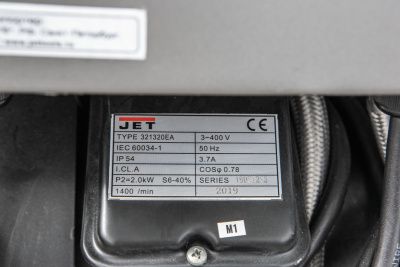 JET CE
TYPE 321320EA 3~400 V
IEC 60034-1 50 Hz
IP 54 3.7A
I.CL.A COSφ 0.78
P2=2.0kW S6-40% SERIES
1400 /min 2019
M1